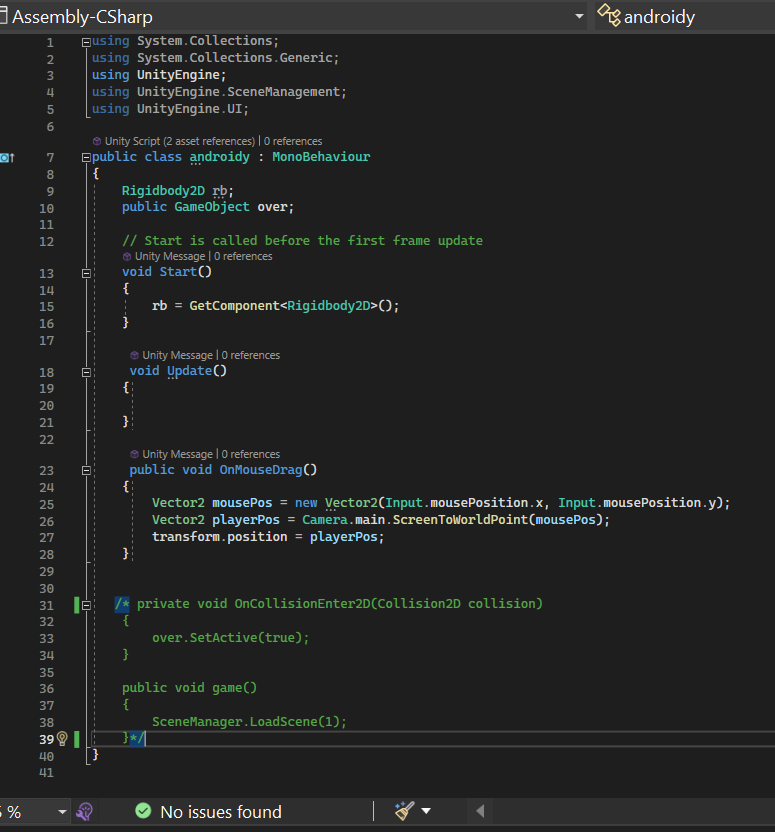 Assembly-CSharp androidy
1 using System.Collections;
2 using System.Collections.Generic;
3 using UnityEngine;
4 using UnityEngine.SceneManagement;
5 using UnityEngine.UI;
6
Unity Script (2 asset references) | 0 references
7 public class androidy : MonoBehaviour
8 {
9 Rigidbody2D rb;
10 public GameObject over;
11
12 // Start is called before the first frame update
Unity Message | 0 references
13 void Start()
14 {
15 rb = GetComponent<Rigidbody2D>();
16 }
17
Unity Message | 0 references
18 void Update()
19 {
20
21 }
22
Unity Message | 0 references
23 public void OnMouseDrag()
24 {
25 Vector2 mousePos = new Vector2(Input.mousePosition.x, Input.mousePosition.y);
26 Vector2 playerPos = Camera.main.ScreenToWorldPoint(mousePos);
27 transform.position = playerPos;
28 }
29
30
31 /* private void OnCollisionEnter2D(Collision2D collision)
32 {
33 over.SetActive(true);
34 }
35
36 public void game()
37 {
38 SceneManager.LoadScene(1);
39 }*/
40 }
41
% No issues found